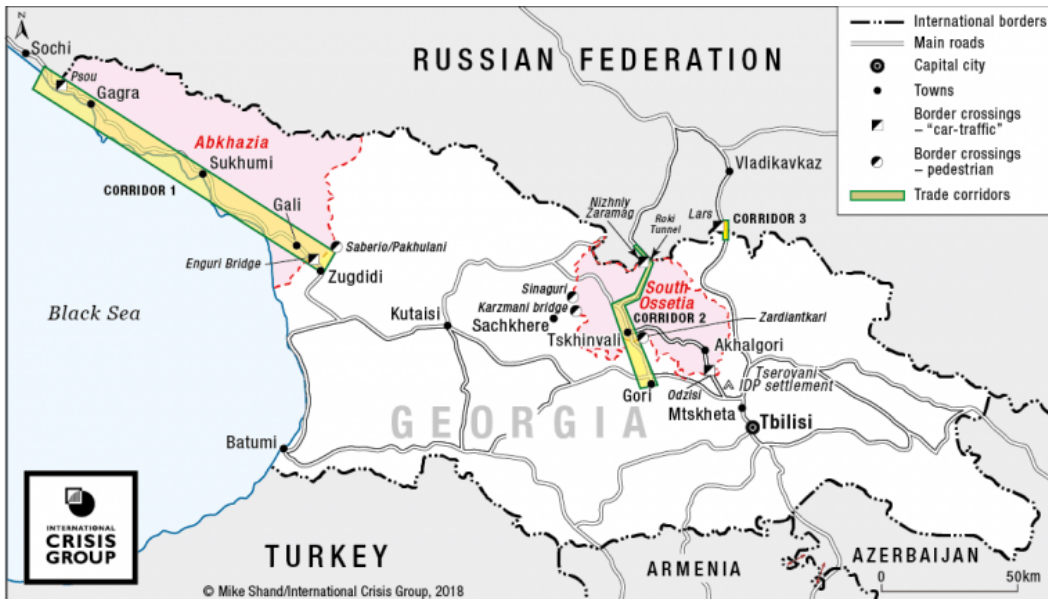 N
Sochi
Psou
Gagra
Abkhazia
Sukhumi
CORRIDOR 1
Gali
Enguri Bridge
Saberio/Pakhulani
Zugdidi
Black Sea
RUSSIAN FEDERATION
Vladikavkaz
Nizhniy
Zaramag
Roki
Tunnel
Lars
CORRIDOR 3
Sinaguri
Karzmani bridge
Sachkhere
South
Ossetia
CORRIDOR 2
Tskhinvali
Zardiantkari
Akhalgori
Kutaisi
Gori
Odzisi
Tserovani
IDP settlement
Mtskheta
Tbilisi
GEORGIA
Batumi
TURKEY
ARMENIA
AZERBAIJAN
0 50km
International borders
Main roads
Capital city
Towns
Border crossings
– “car-traffic”
Border crossings
– pedestrian
Trade corridors
INTERNATIONAL
CRISIS
GROUP
© Mike Shand/International Crisis Group, 2018